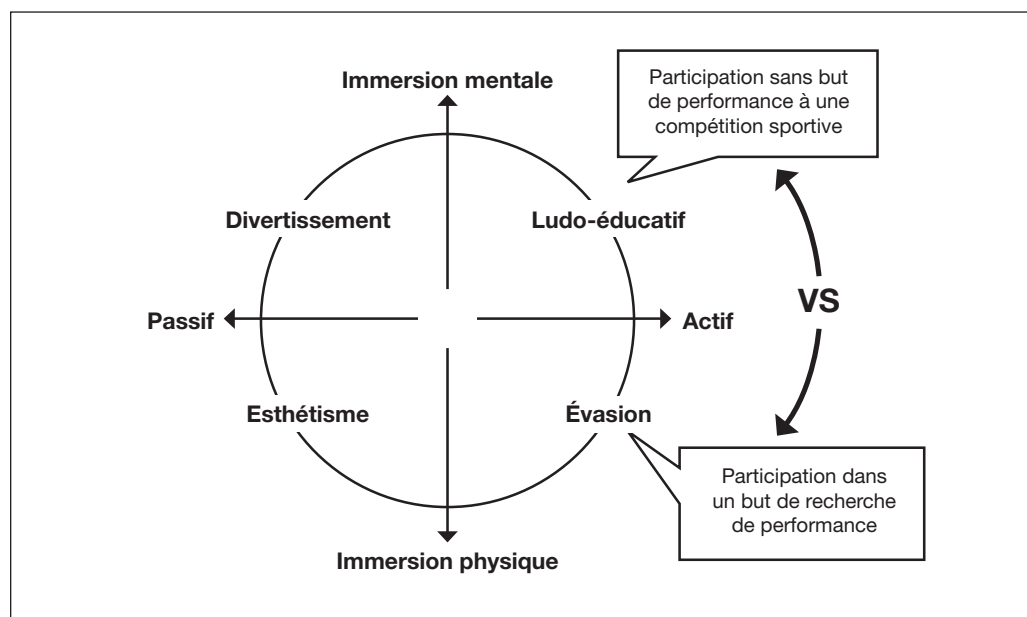 Immersion mentale
Participation sans but
de performance à une
compétition sportive
Divertissement
Ludo-éducatif
Passif
Actif
VS
Esthétisme
Évasion
Participation dans
un but de recherche
de performance
Immersion physique